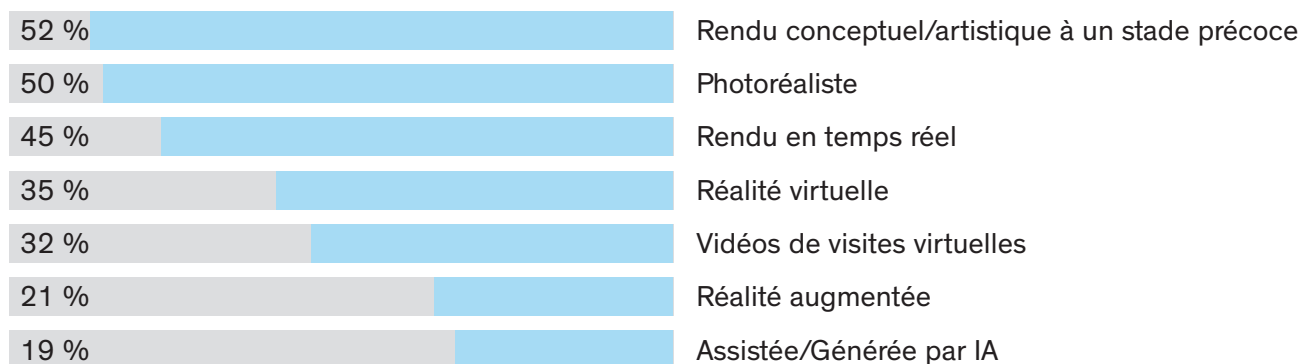 52 % Rendu conceptuel/artistique à un stade précoce
50 % Photoréaliste
45 % Rendu en temps réel
35 % Réalité virtuelle
32 % Vidéos de visites virtuelles
21 % Réalité augmentée
19 % Assistée/Générée par IA